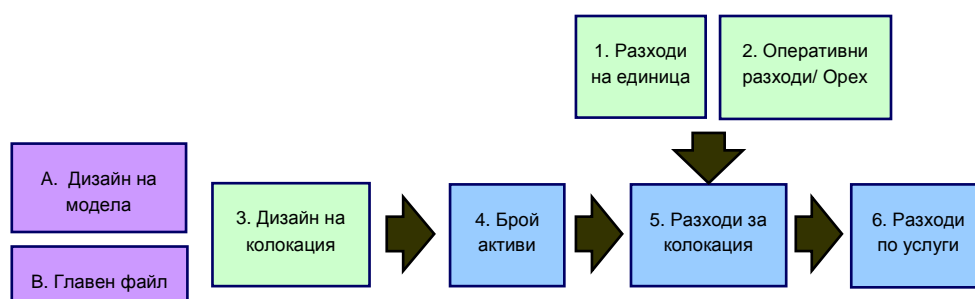 1. Разходи
на единица
2. Оперативни
разходи/ Opex
А. Дизайн на
модела
3. Дизайн на
колокация
4. Брой
активи
5. Разходи за
колокация
6. Разходи
по услуги
В. Главен файл